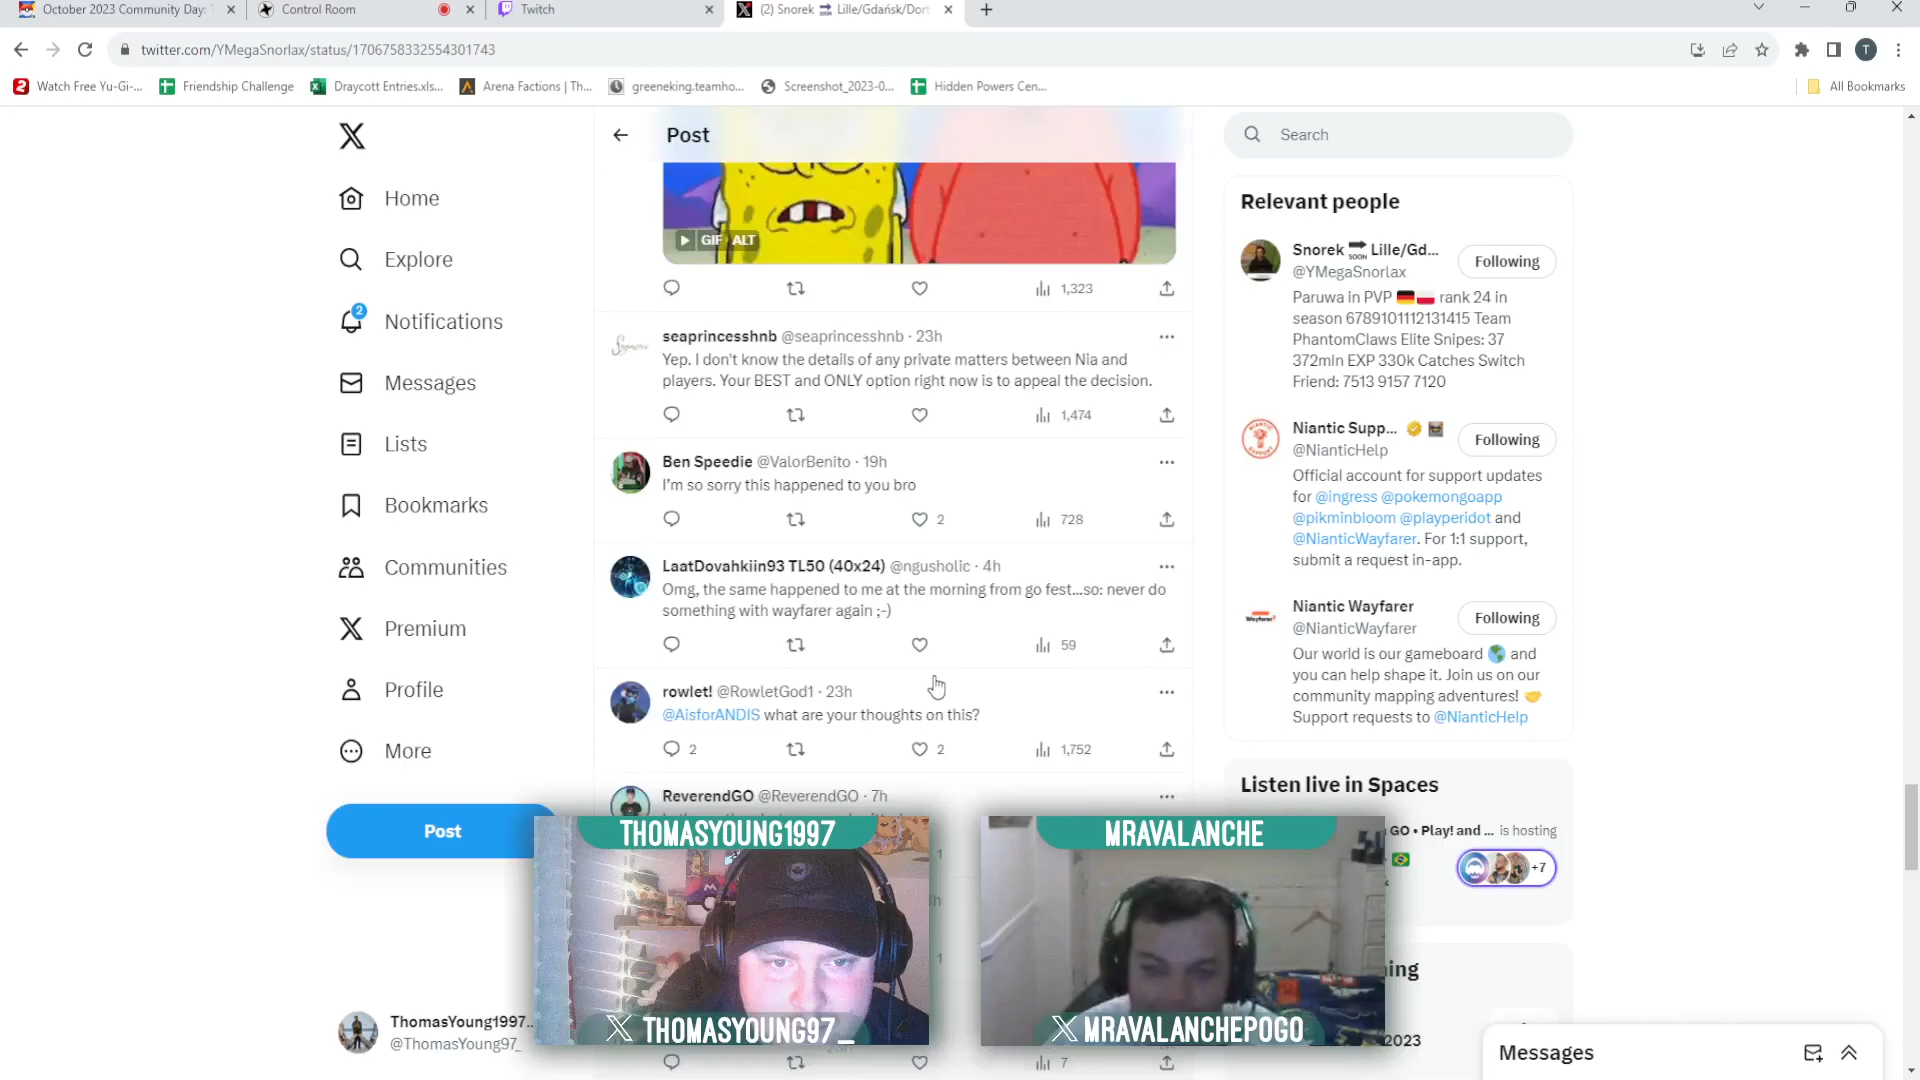 October 2023 Community Day:
Control Room
Twitch
(2) Snorek SOON Lille/Gdańsk/Dort
twitter.com/YMegaSnorlax/status/1706758332554301743
T
Watch Free Yu-Gi-...
Friendship Challenge
Draycott Entries.xls...
Arena Factions | Th...
greeneking.teamho...
Screenshot_2023-0...
Hidden Powers Cen...
All Bookmarks
Home
Explore
2
Notifications
Messages
Lists
Bookmarks
Communities
Premium
Profile
More
Post
ThomasYoung1997...
@ThomasYoung97_
Post
GIF ALT
1,323
seaprincesshnb @seaprincesshnb · 23h
Yep. I don't know the details of any private matters between Nia and
players. Your BEST and ONLY option right now is to appeal the decision.
1,474
Ben Speedie @ValorBenito · 19h
I'm so sorry this happened to you bro
2 728
LaatDovahkiin93 TL50 (40x24) @ngusholic · 4h
Omg, the same happened to me at the morning from go fest...so: never do
something with wayfarer again ;-)
59
rowlet! @RowletGod1 · 23h
@AisforANDIS what are your thoughts on this?
2 2 1,752
ReverendGO @ReverendGO · 7h
THOMASYOUNG1997
THOMASYOUNG97_
MRAVALANCHE
MRAVALANCHEPOGO
7
Search
Relevant people
Snorek SOON Lille/Gd...
@YMegaSnorlax
Following
Paruwa in PVP 🇩🇪🇵🇱 rank 24 in
season 6789101112131415 Team
PhantomClaws Elite Snipes: 37
372mln EXP 330k Catches Switch
Friend: 7513 9157 7120
Niantic Supp...
@NianticHelp
Following
Official account for support updates
for @ingress @pokemongoapp
@pikminbloom @playperidot and
@NianticWayfarer. For 1:1 support,
submit a request in-app.
Niantic Wayfarer
@NianticWayfarer
Following
Our world is our gameboard 🌎 and
you can help shape it. Join us on our
community mapping adventures! 🤝
Support requests to @NianticHelp
Listen live in Spaces
GO • Play! and ... is hosting
+7
ning
2023
Messages